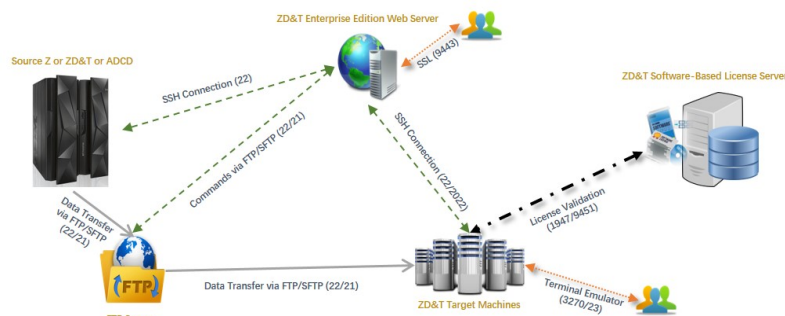 ZD&T Enterprise Edition Web Server
SSL (9443)
Source Z or ZD&T or ADCD
SSH Connection (22)
ZD&T Software-Based License Server
Commands via FTP/SFTP (22/21)
SSH Connection (22/2022)
License Validation
(1947/9451)
Data Transfer
via FTP/SFTP
(22/21)
FTP
Data Transfer via FTP/SFTP (22/21)
ZD&T Target Machines
Terminal Emulator
(3270/23)